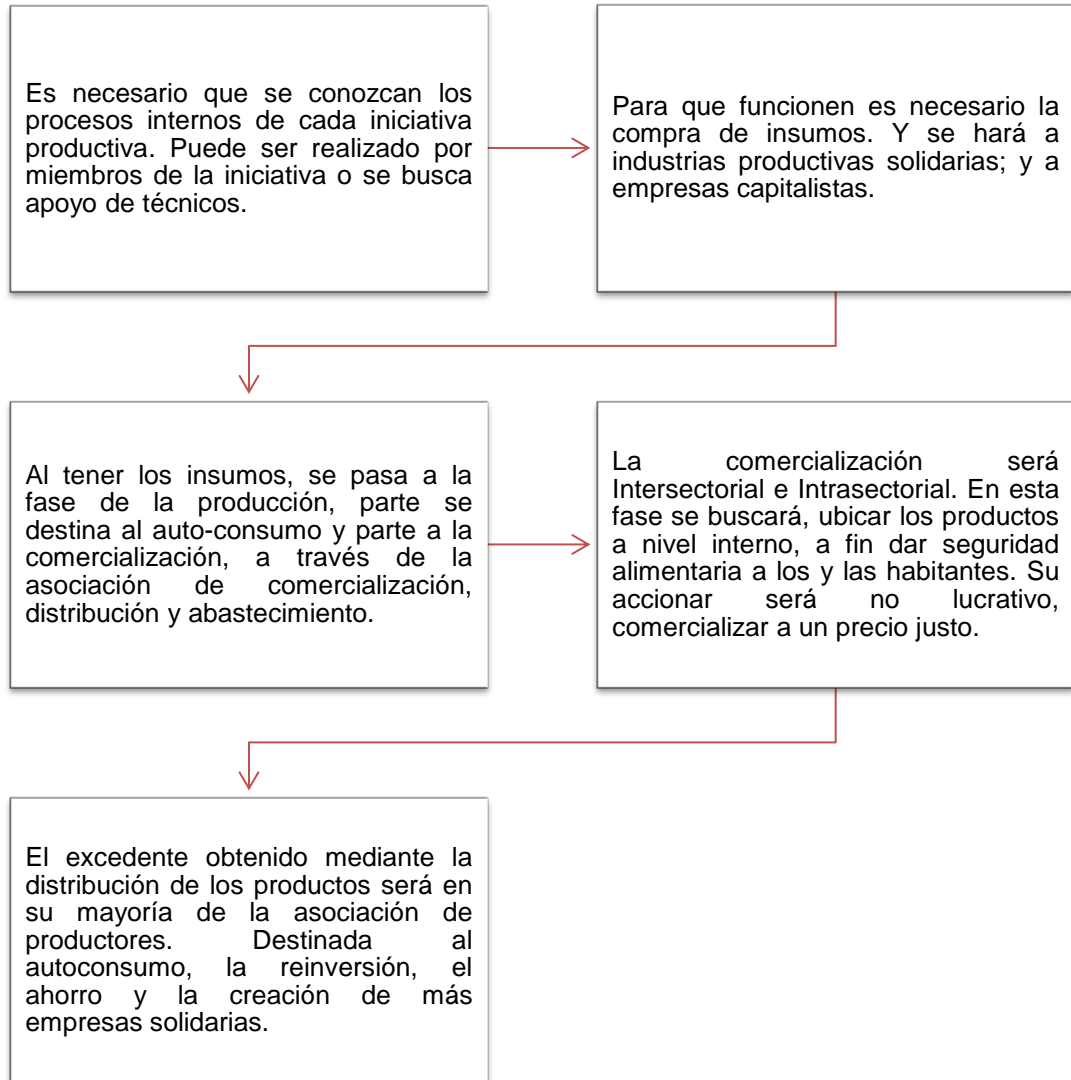 Es necesario que se conozcan los
procesos internos de cada iniciativa
productiva. Puede ser realizado por
miembros de la iniciativa o se busca
apoyo de técnicos.
Para que funcionen es necesario la
compra de insumos. Y se hará a
industrias productivas solidarias; y a
empresas capitalistas.
Al tener los insumos, se pasa a la
fase de la producción, parte se
destina al auto-consumo y parte a la
comercialización, a través de la
asociación de comercialización,
distribución y abastecimiento.
La comercialización será
Intersectorial e Intrasectorial. En esta
fase se buscará, ubicar los productos
a nivel interno, a fin dar seguridad
alimentaria a los y las habitantes. Su
accionar será no lucrativo,
comercializar a un precio justo.
El excedente obtenido mediante la
distribución de los productos será en
su mayoría de la asociación de
productores. Destinada al
autoconsumo, la reinversión, el
ahorro y la creación de más
empresas solidarias.